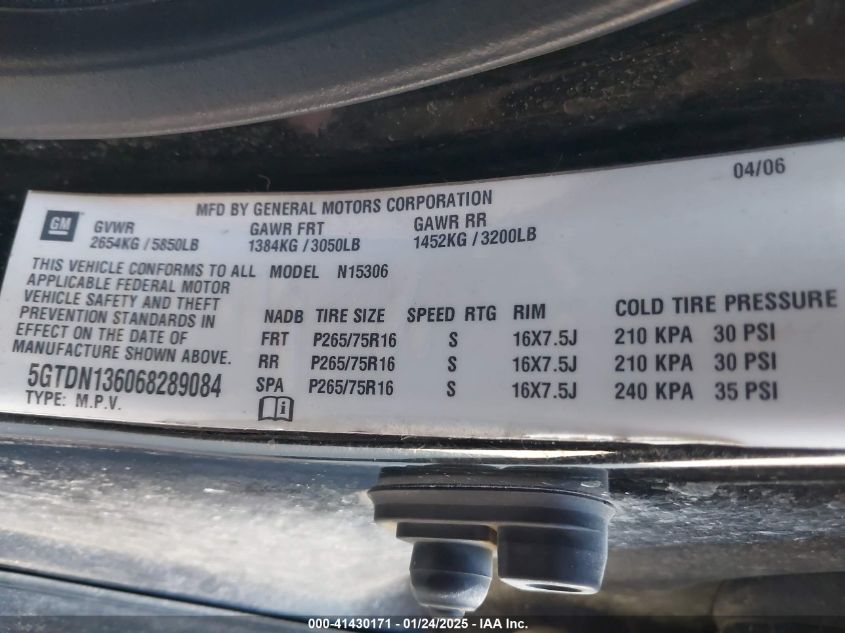 04/06
MFD BY GENERAL MOTORS CORPORATION
GM
GVWR GAWR FRT GAWR RR
2654KG / 5850LB 1384KG / 3050LB 1452KG / 3200LB
THIS VEHICLE CONFORMS TO ALL MODEL N15306
APPLICABLE FEDERAL MOTOR
VEHICLE SAFETY AND THEFT
PREVENTION STANDARDS IN
EFFECT ON THE DATE OF
MANUFACTURE SHOWN ABOVE.
5GTDN136068289084
TYPE: M.P.V.
NADB TIRE SIZE SPEED RTG RIM COLD TIRE PRESSURE
FRT P265/75R16 S 16X7.5J 210 KPA 30 PSI
RR P265/75R16 S 16X7.5J 210 KPA 30 PSI
SPA P265/75R16 S 16X7.5J 240 KPA 35 PSI
000-41430171 - 01/24/2025 - IAA Inc.